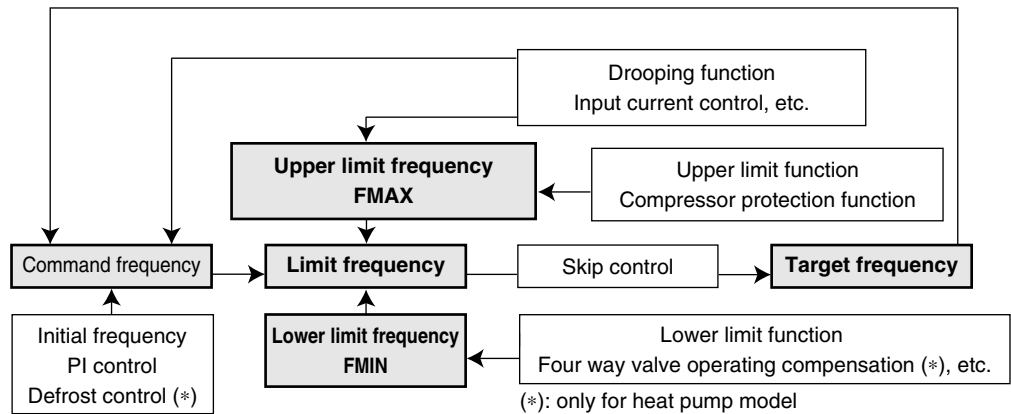 Drooping function
Input current control, etc.
Upper limit frequency
FMAX
Upper limit function
Compressor protection function
Command frequency
Limit frequency
Skip control
Target frequency
Initial frequency
PI control
Defrost control (*)
Lower limit frequency
FMIN
Lower limit function
Four way valve operating compensation (*), etc.
(*): only for heat pump model